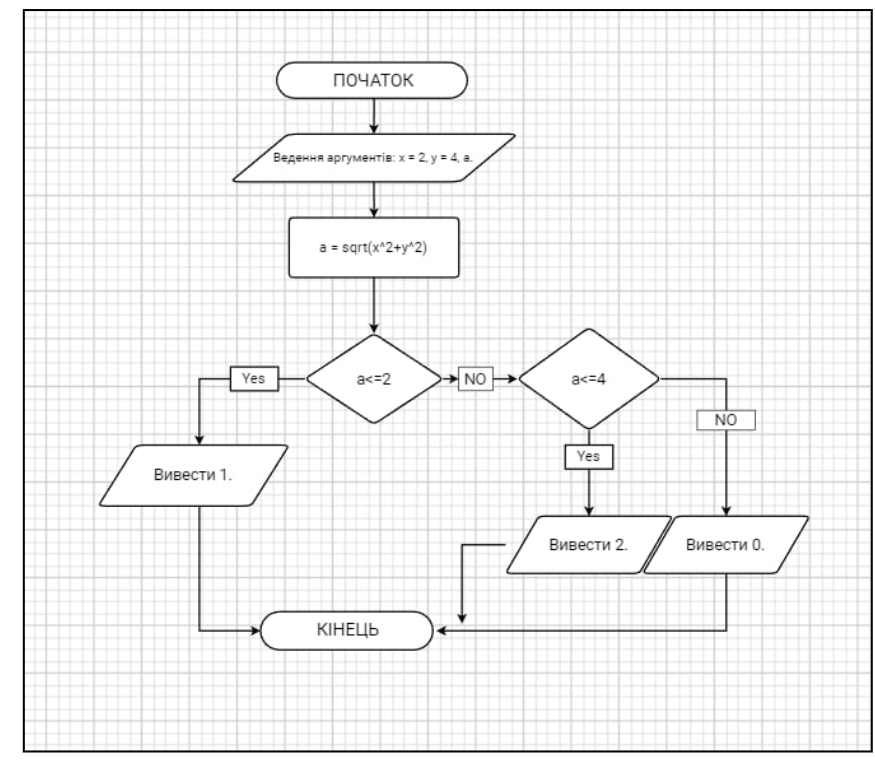 ПОЧАТОК
Ведення аргументів: x = 2, y = 4, a.
a = sqrt(x^2+y^2)
Yes
a<=2
NO
a<=4
NO
Yes
Вивести 1.
Вивести 2.
Вивести 0.
КІНЕЦЬ